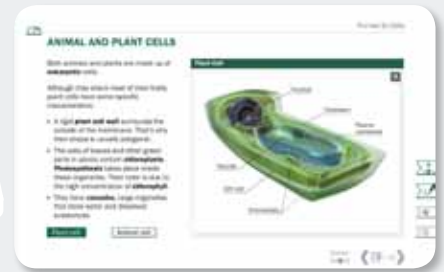 ANIMAL AND PLANT CELLS
Both animals and plants are made up of
eukaryotic cells.
Although they share most of their traits,
plant cells have some specific
characteristics:
• A rigid plant cell wall surrounds the
outside of the membrane. That's why
their shape is usually polygonal.
• The cells of leaves and other green
parts in plants contain chloroplasts.
Photosynthesis takes place inside
these organelles. Their color is due to
the high concentration of chlorophyll.
• They have vacuoles, large organelles
that store water and dissolved
substances.
Plant cell
Animal cell
Plant Cell
Nucleus
Chloroplast
Plasma
membrane
Vacuole
Cell wall